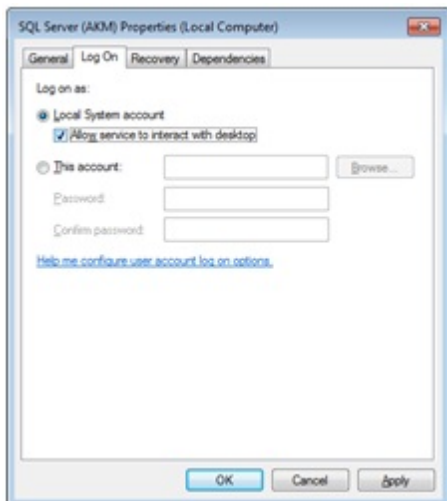 SQL Server (AKM) Properties (Local Computer)
General Log On Recovery Dependencies
Log on as:
Local System account
Allow service to interact with desktop
This account: Browse...
Password:
Confirm password:
Help me configure user account log on options.
OK Cancel Apply